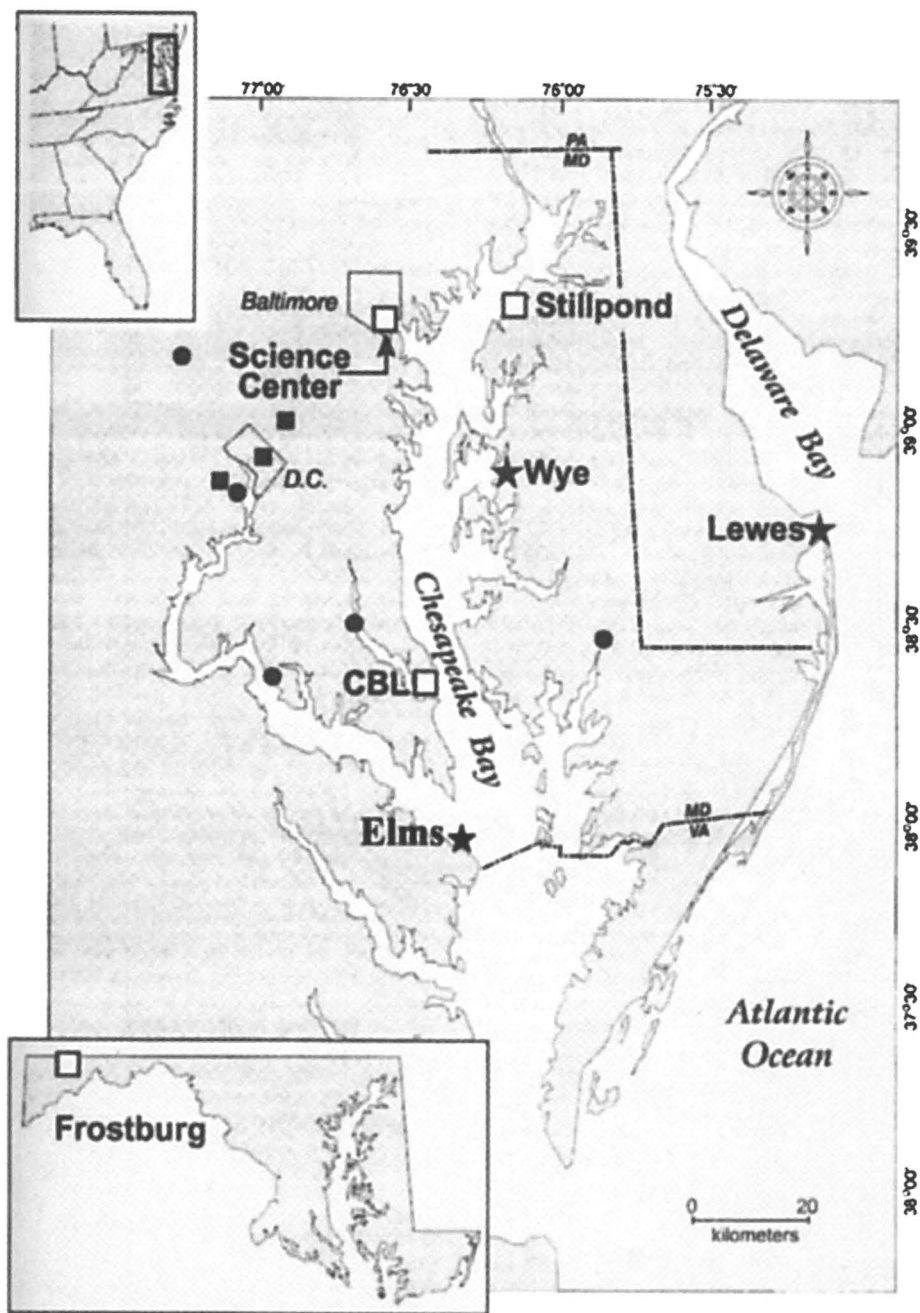 77°00'
76°30'
76°00'
75°30'
PA
MD
39°30'
Baltimore
Stillpond
Science
Center
Delaware Bay
39°00'
D.C.
Wye
Lewes
38°30'
Chesapeake Bay
CBL
MD
VA
38°00'
Elms
37°30'
Atlantic
Ocean
Frostburg
38°00'
0 20
kilometers